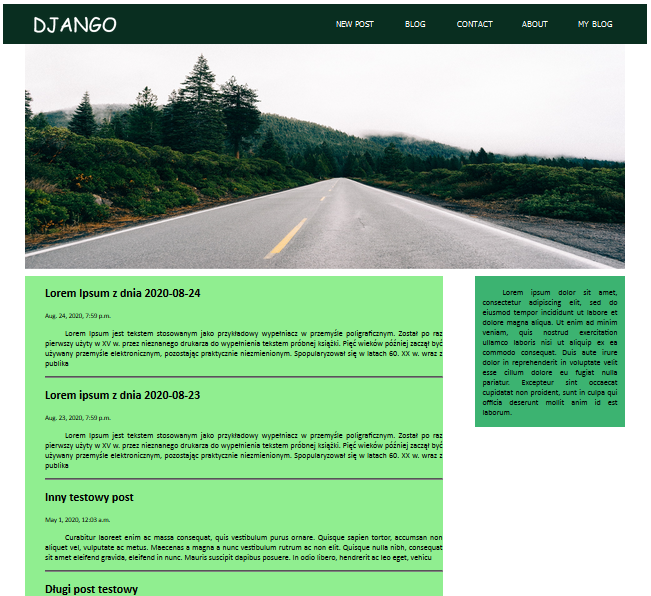 DJANGO
NEW POST BLOG CONTACT ABOUT MY BLOG
Lorem Ipsum z dnia 2020-08-24
Aug. 24, 2020, 7:59 p.m.
Lorem Ipsum jest tekstem stosowanym jako przykładowy wypełniacz w przemyśle poligraficznym. Został po raz
pierwszy użyty w XV w. przez nieznanego drukarza do wypełnienia tekstem próbnej książki. Pięć wieków później zaczął być
używany przemyśle elektronicznym, pozostając praktycznie niezmienionym. Spopularyzował się w latach 60. XX w. wraz z
publika
Lorem ipsum z dnia 2020-08-23
Aug. 23, 2020, 7:59 p.m.
Lorem Ipsum jest tekstem stosowanym jako przykładowy wypełniacz w przemyśle poligraficznym. Został po raz
pierwszy użyty w XV w. przez nieznanego drukarza do wypełnienia tekstem próbnej książki. Pięć wieków później zaczął być
używany przemyśle elektronicznym, pozostając praktycznie niezmienionym. Spopularyzował się w latach 60. XX w. wraz z
publika
Inny testowy post
May 1, 2020, 12:03 a.m.
Curabitur laoreet enim ac massa consequat, quis vestibulum purus ornare. Quisque sapien tortor, accumsan non
aliquet vel, vulputate ac metus. Maecenas a magna a nunc vestibulum rutrum ac non elit. Quisque nulla nibh, consequat
sit amet eleifend gravida, eleifend in nunc. Mauris suscipit dapibus posuere. In odio libero, hendrerit ac leo eget, vehicu
Długi post testowy
Lorem ipsum dolor sit amet,
consectetur adipiscing elit, sed do
eiusmod tempor incididunt ut labore et
dolore magna aliqua. Ut enim ad minim
veniam, quis nostrud exercitation
ullamco laboris nisi ut aliquip ex ea
commodo consequat. Duis aute irure
dolor in reprehenderit in voluptate velit
esse cillum dolore eu fugiat nulla
pariatur. Excepteur sint occaecat
cupidatat non proident, sunt in culpa qui
officia deserunt mollit anim id est
laborum.